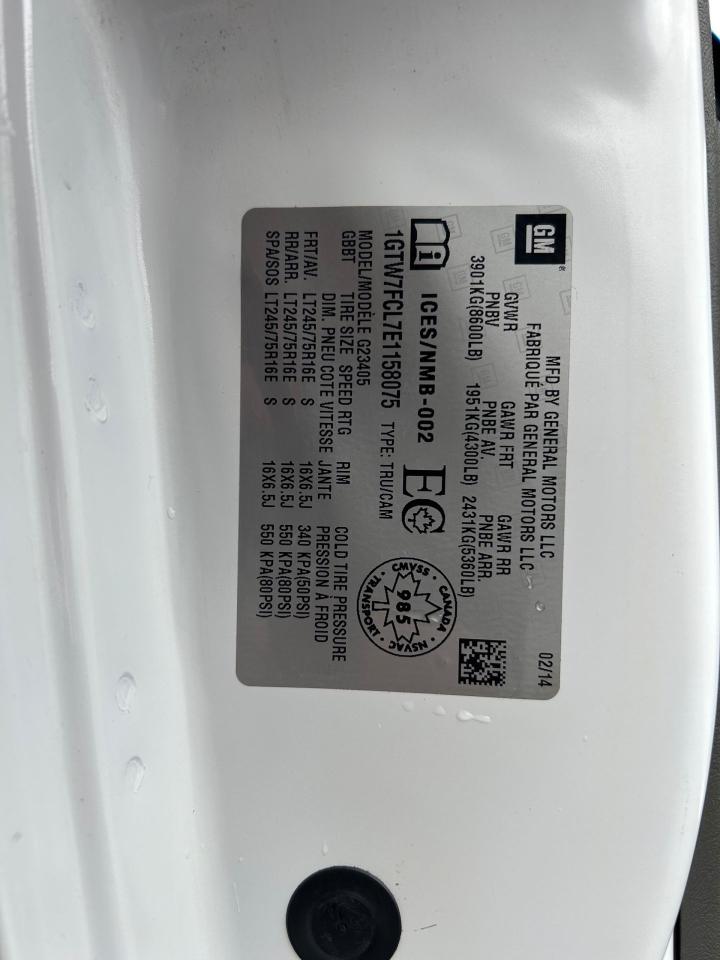 GM
MFD BY GENERAL MOTORS LLC 02/14
FABRIQUÉ PAR GENERAL MOTORS LLC
GVWR GAWR FRT GAWR RR
PNBV PNBE AV. PNBE ARR.
3901KG(8600LB) 1951KG(4300LB) 2431KG(5360LB)
i ICES/NMB-002 EC
CMVSS · CANADA · NSVAC · TRANSPORT ·
985
1GTW7FCL7E1158075 TYPE: TRU/CAM
MODEL/MODÈLE G23405
GBBT TIRE SIZE SPEED RTG RIM COLD TIRE PRESSURE
DIM. PNEU COTE VITESSE JANTE PRESSION À FROID
FRT/AV. LT245/75R16E S 16X6.5J 340 KPA(50PSI)
RR/ARR. LT245/75R16E S 16X6.5J 550 KPA(80PSI)
SPA/SOS LT245/75R16E S 16X6.5J 550 KPA(80PSI)